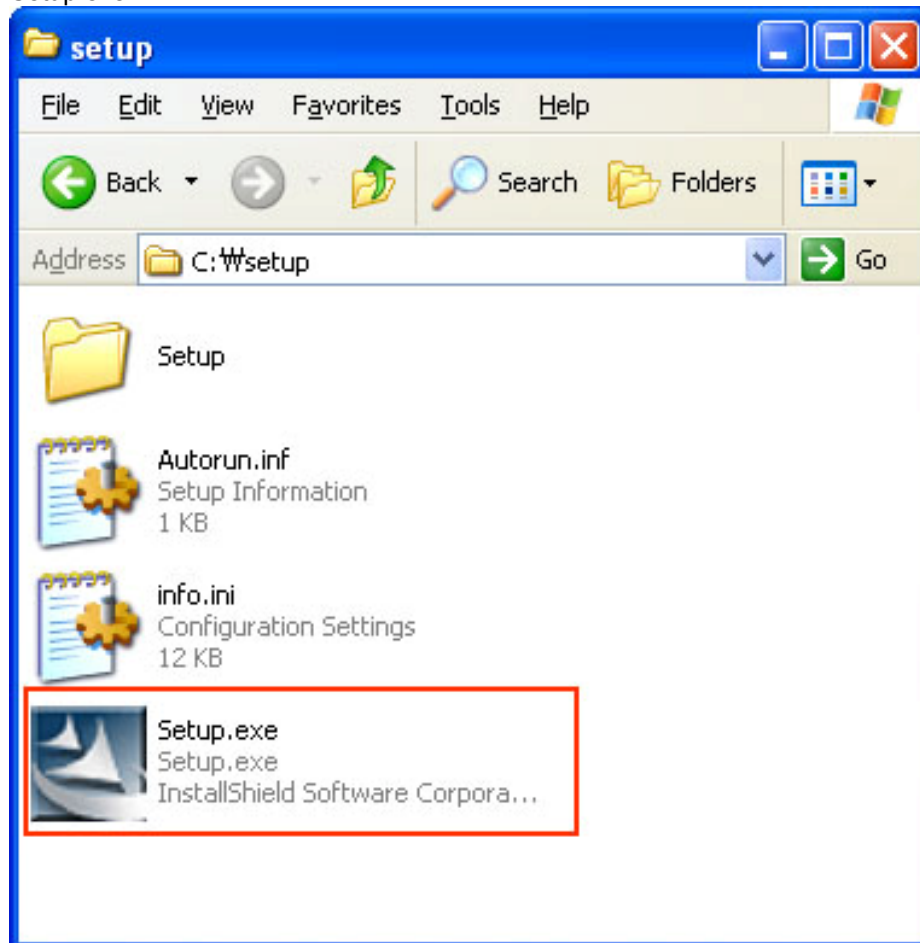 setup
File Edit View Favorites Tools Help
Back Search Folders
Address C:₩setup Go
Setup
Autorun.inf
Setup Information
1 KB
info.ini
Configuration Settings
12 KB
Setup.exe
Setup.exe
InstallShield Software Corpora...